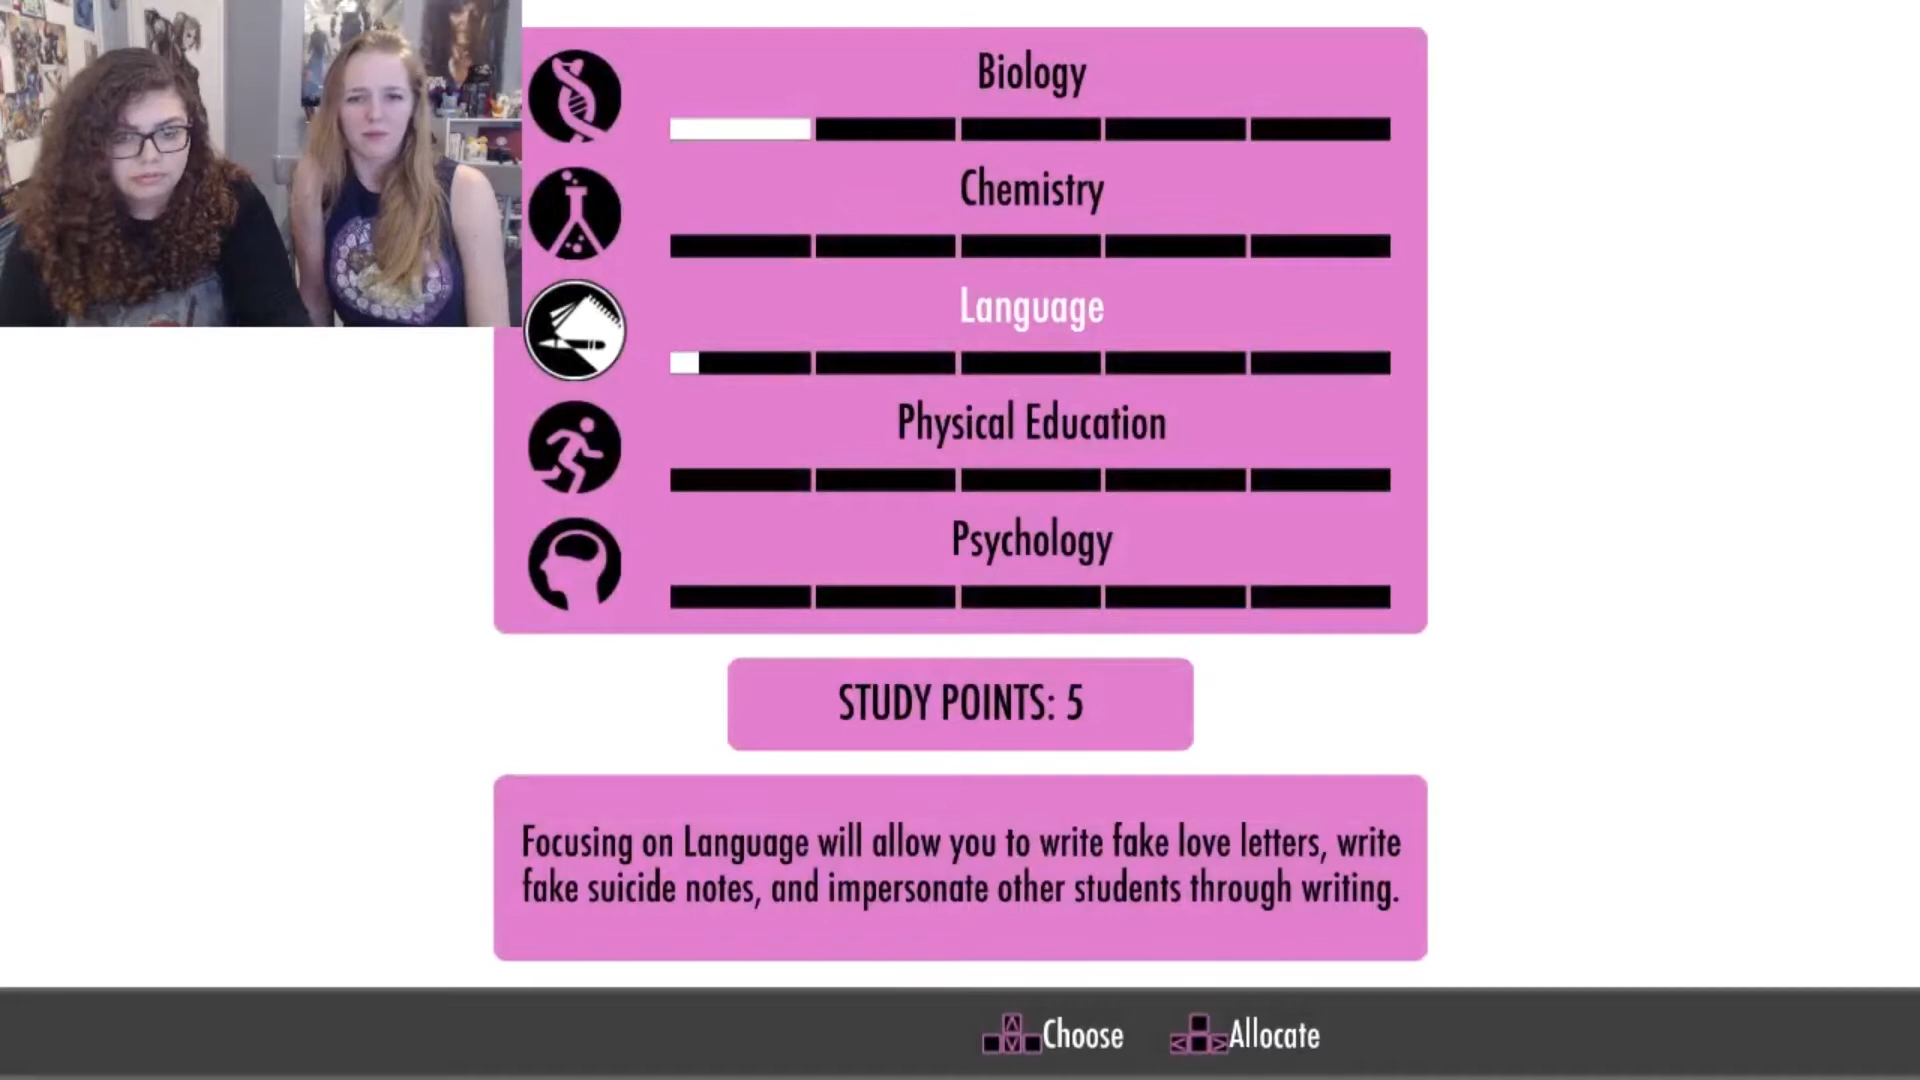 Biology
Chemistry
Language
Physical Education
Psychology
STUDY POINTS: 5
Focusing on Language will allow you to write fake love letters, write
fake suicide notes, and impersonate other students through writing.
Choose
Allocate